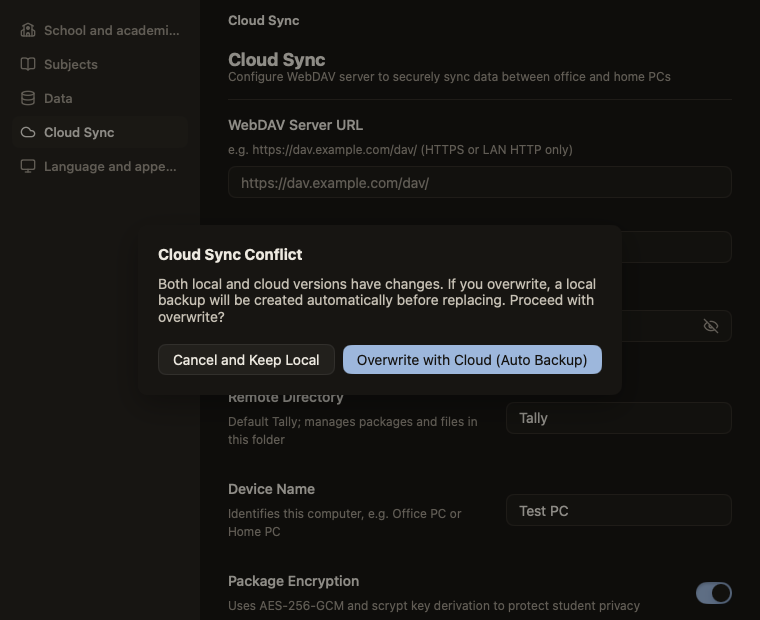 School and academi...
Subjects
Data
Cloud Sync
Language and appe...
Cloud Sync
Cloud Sync
Configure WebDAV server to securely sync data between office and home PCs
WebDAV Server URL
e.g. https://dav.example.com/dav/ (HTTPS or LAN HTTP only)
https://dav.example.com/dav/
Cloud Sync Conflict
Both local and cloud versions have changes. If you overwrite, a local
backup will be created automatically before replacing. Proceed with
overwrite?
Cancel and Keep Local
Overwrite with Cloud (Auto Backup)
Remote Directory
Default Tally; manages packages and files in
this folder
Tally
Device Name
Identifies this computer, e.g. Office PC or
Home PC
Test PC
Package Encryption
Uses AES-256-GCM and scrypt key derivation to protect student privacy